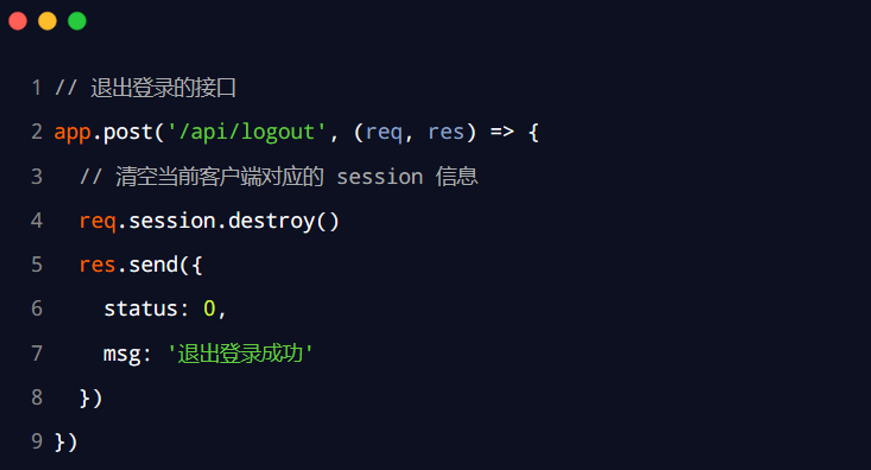 1 // 退出登录的接口
2 app.post('/api/logout', (req, res) => {
3 // 清空当前客户端对应的 session 信息
4 req.session.destroy()
5 res.send({
6 status: 0,
7 msg: '退出登录成功'
8 })
9 })